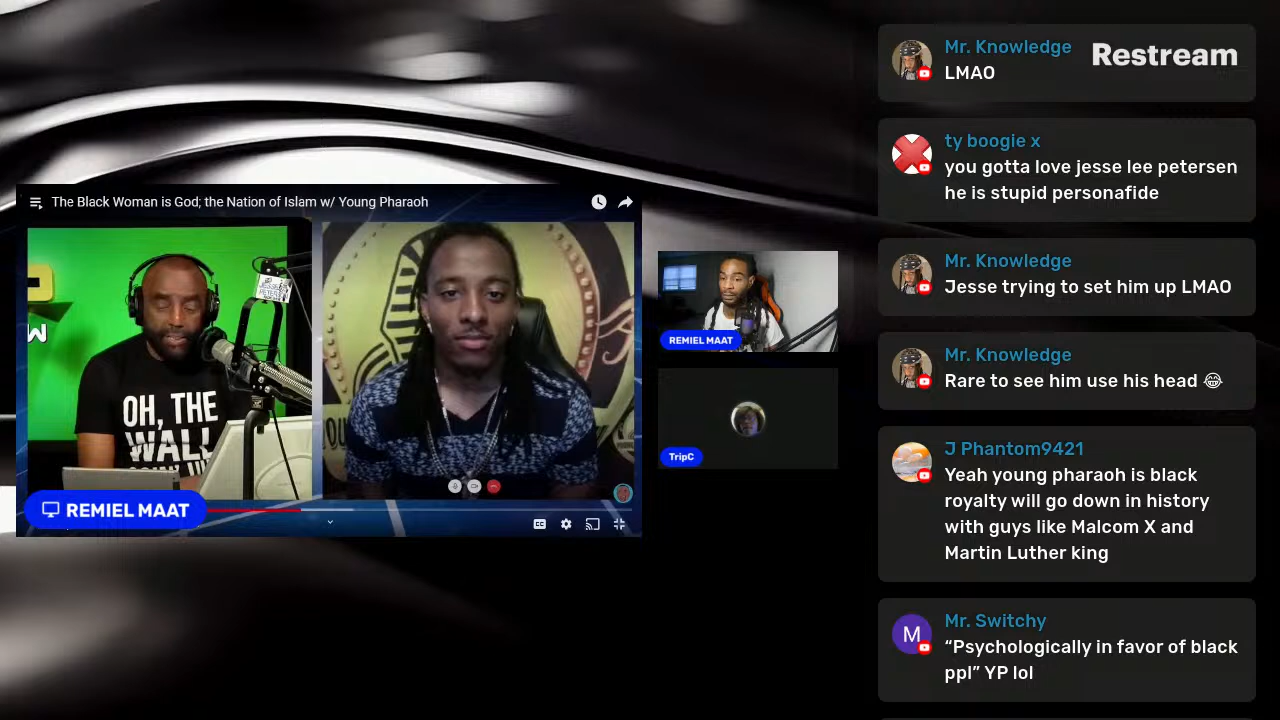 The Black Woman is God; the Nation of Islam w/ Young Pharaoh
OH, THE
WALL
REMIEL MAAT
CC
REMIEL MAAT
TripC
Restream
Mr. Knowledge
LMAO
ty boogie x
you gotta love jesse lee petersen
he is stupid personafide
Mr. Knowledge
Jesse trying to set him up LMAO
Mr. Knowledge
Rare to see him use his head 😂
J Phantom9421
Yeah young pharaoh is black
royalty will go down in history
with guys like Malcom X and
Martin Luther king
M
Mr. Switchy
“Psychologically in favor of black
ppl” YP lol